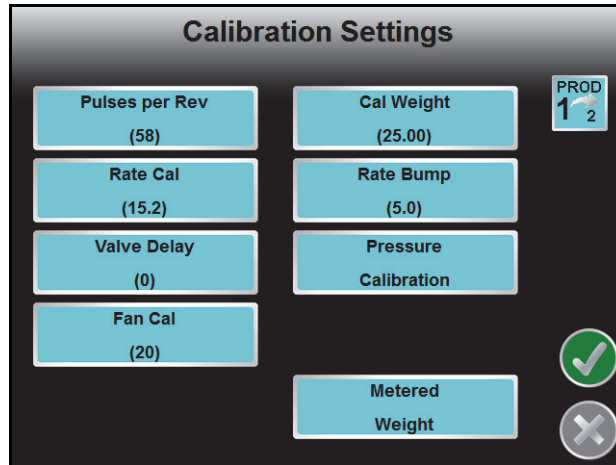 Calibration Settings
Pulses per Rev
(58)
Cal Weight
(25.00)
PROD
1 2
Rate Cal
(15.2)
Rate Bump
(5.0)
Valve Delay
(0)
Pressure
Calibration
Fan Cal
(20)
Metered
Weight